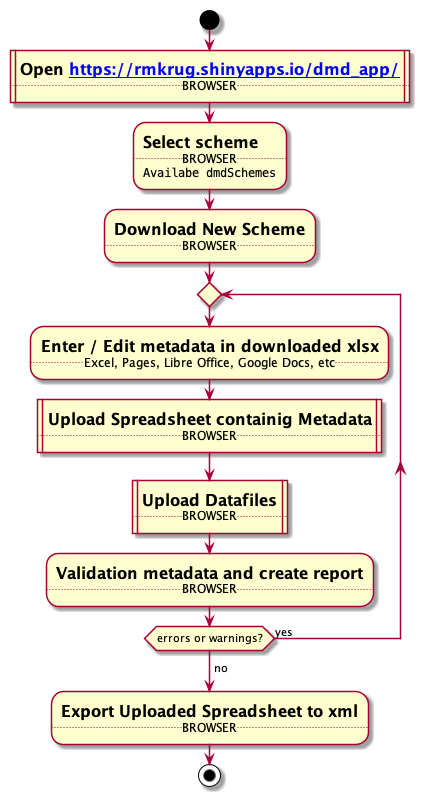 Open https://rmkrug.shinyapps.io/dmd_app/
BROWSER
Select scheme
BROWSER
Availabe dmdSchemes
Download New Scheme
BROWSER
Enter / Edit metadata in downloaded xlsx
Excel, Pages, Libre Office, Google Docs, etc
Upload Spreadsheet containig Metadata
BROWSER
Upload Datafiles
BROWSER
Validation metadata and create report
BROWSER
errors or warnings?
yes
no
Export Uploaded Spreadsheet to xml
BROWSER